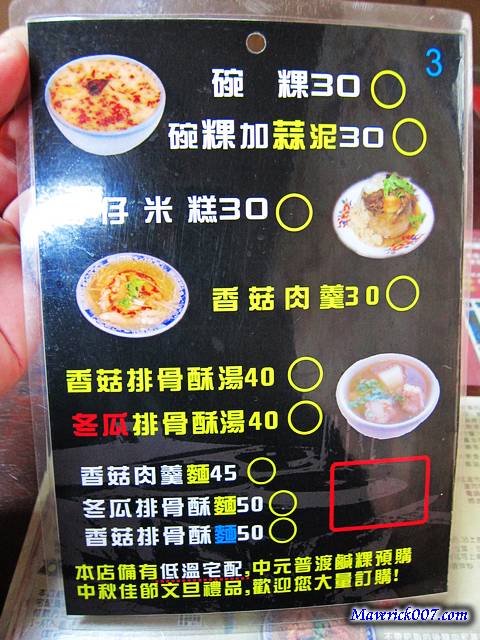 3
碗 粿30
碗粿加蒜泥30
仔米糕30
香菇肉羹30
香菇排骨酥湯40
冬瓜排骨酥湯40
香菇肉羹麵45
冬瓜排骨酥麵50
香菇排骨酥麵50
本店備有低溫宅配,中元普渡鹹粿預購
中秋佳節文旦禮品,歡迎您大量訂購!
Maverick007.com